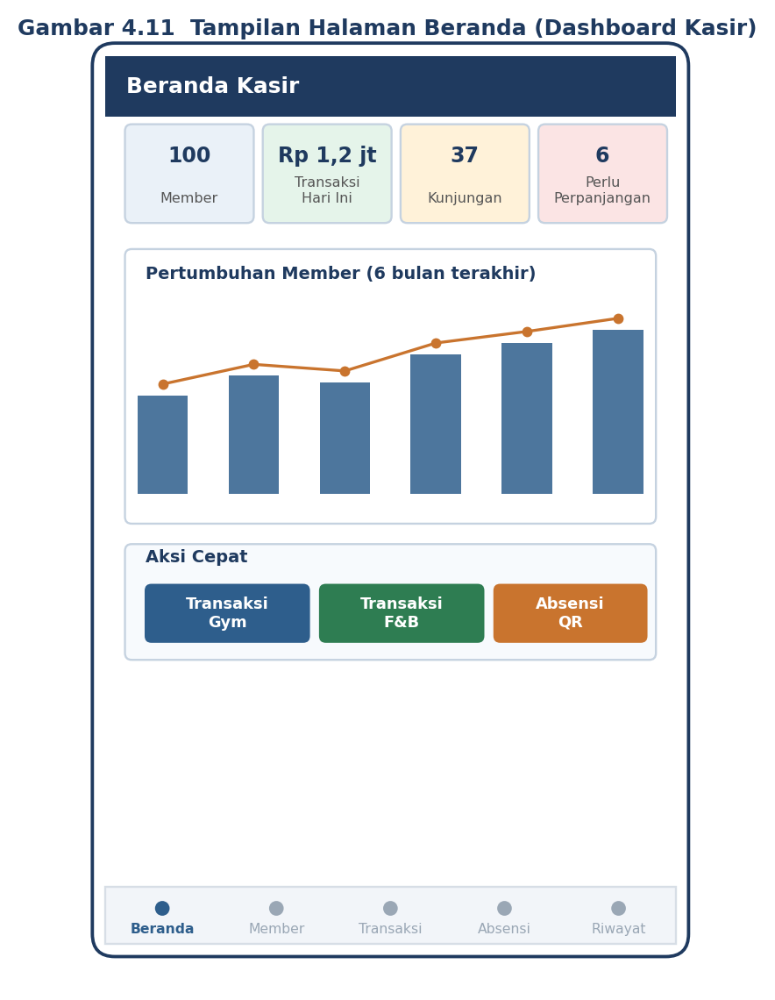 Gambar 4.11  Tampilan Halaman Beranda (Dashboard Kasir)
Beranda Kasir
100
Member
Rp 1,2 jt
Transaksi
Hari Ini
37
Kunjungan
6
Perlu
Perpanjangan
Pertumbuhan Member (6 bulan terakhir)
Aksi Cepat
Transaksi
Gym
Transaksi
F&B
Absensi
QR
Beranda
Member
Transaksi
Absensi
Riwayat